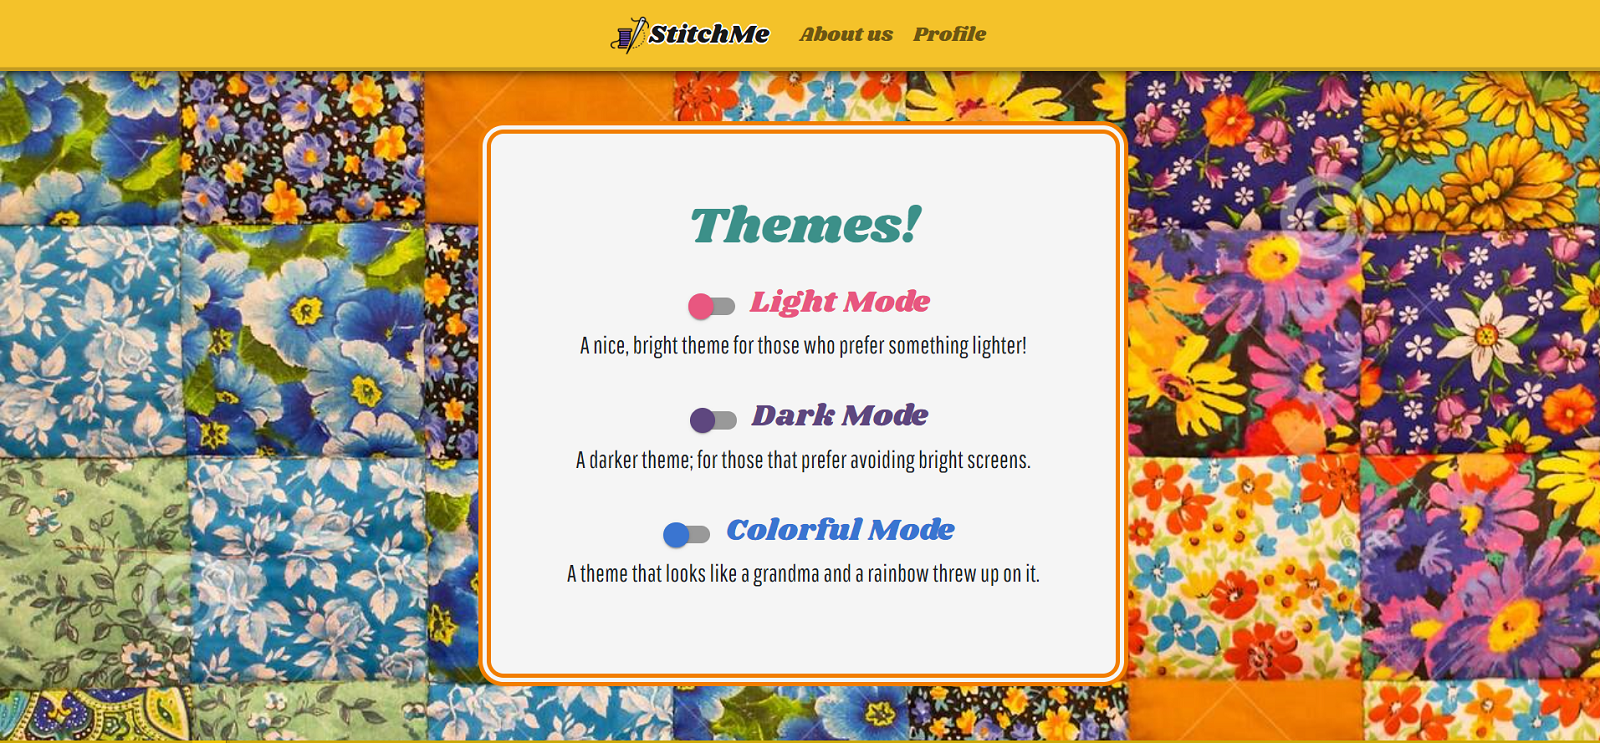 StitchMe About us Profile
Themes!
Light Mode
A nice, bright theme for those who prefer something lighter!
Dark Mode
A darker theme; for those that prefer avoiding bright screens.
Colorful Mode
A theme that looks like a grandma and a rainbow threw up on it.